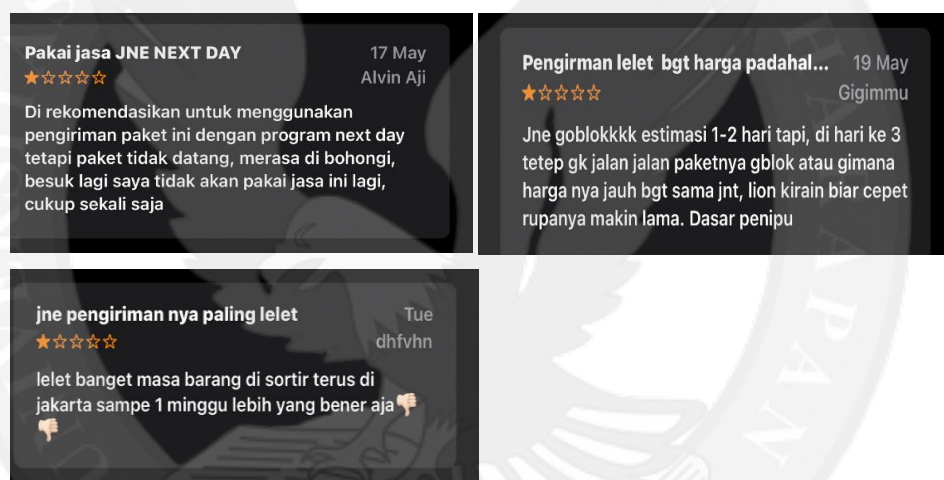 Pakai jasa JNE NEXT DAY
17 May
Alvin Aji
Di rekomendasikan untuk menggunakan
pengiriman paket ini dengan program next day
tetapi paket tidak datang, merasa di bohongi,
besuk lagi saya tidak akan pakai jasa ini lagi,
cukup sekali saja
Pengirman lelet bgt harga padahal...
19 May
Gigimmu
Jne goblokkkk estimasi 1-2 hari tapi, di hari ke 3
tetep gk jalan jalan paketnya gblok atau gimana
harga nya jauh bgt sama jnt, lion kirain biar cepet
rupanya makin lama. Dasar penipu
jne pengiriman nya paling lelet
Tue
dhfvhn
lelet banget masa barang di sortir terus di
jakarta sampe 1 minggu lebih yang bener aja👎🏻
👎🏻
HARAPAN